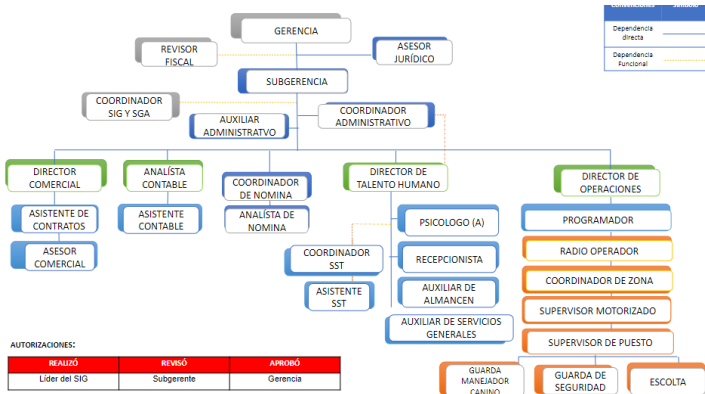 GERENCIA
REVISOR
FISCAL
ASESOR
JURÍDICO
Convenciones
Dependencia
directa
Dependencia
Funcional
SUBGERENCIA
COORDINADOR
SIG Y SGA
COORDINADOR
ADMINISTRATIVO
AUXILIAR
ADMINISTRATVO
DIRECTOR
COMERCIAL
ANALÍSTA
CONTABLE
COORDINADOR
DE NOMINA
DIRECTOR DE
TALENTO HUMANO
DIRECTOR DE
OPERACIONES
ASISTENTE DE
CONTRATOS
ASISTENTE
CONTABLE
ANALÍSTA DE
NOMINA
PSICOLOGO (A)
PROGRAMADOR
ASESOR
COMERCIAL
COORDINADOR
SST
RECEPCIONISTA
RADIO OPERADOR
ASISTENTE
SST
AUXILIAR DE
ALMANCEN
COORDINADOR DE ZONA
AUXILIAR DE SERVICIOS
GENERALES
SUPERVISOR MOTORIZADO
SUPERVISOR DE PUESTO
GUARDA
MANEJADOR
CANINO
GUARDA DE
SEGURIDAD
ESCOLTA
AUTORIZACIONES:
REALIZÓ REVISÓ APROBÓ
Líder del SIG Subgerente Gerencia